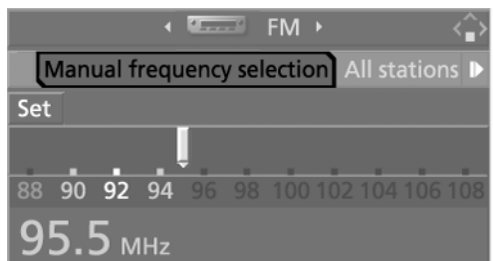 FM
Manual frequency selection All stations
Set
88 90 92 94 96 98 100 102 104 106 108
95.5 MHz